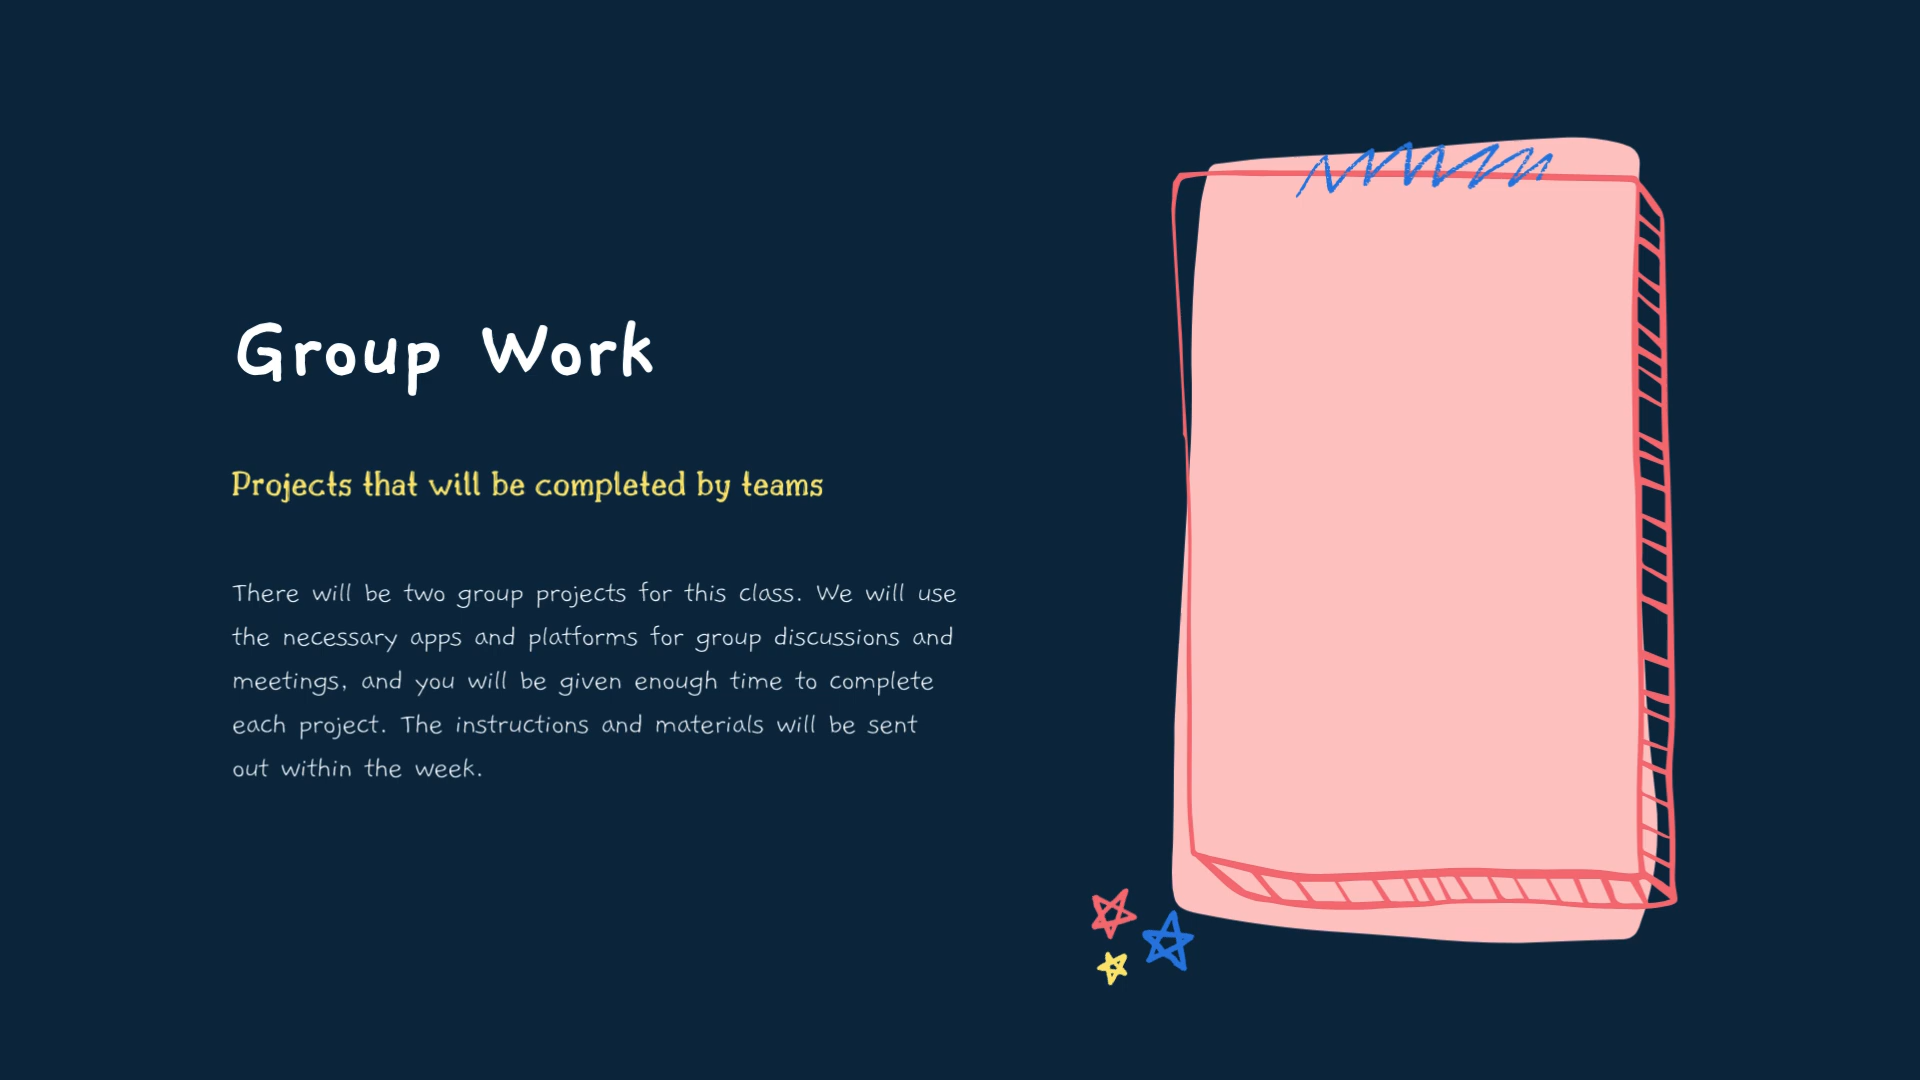 Group Work
Projects that will be completed by teams
There will be two group projects for this class. We will use
the necessary apps and platforms for group discussions and
meetings, and you will be given enough time to complete
each project. The instructions and materials will be sent
out within the week.